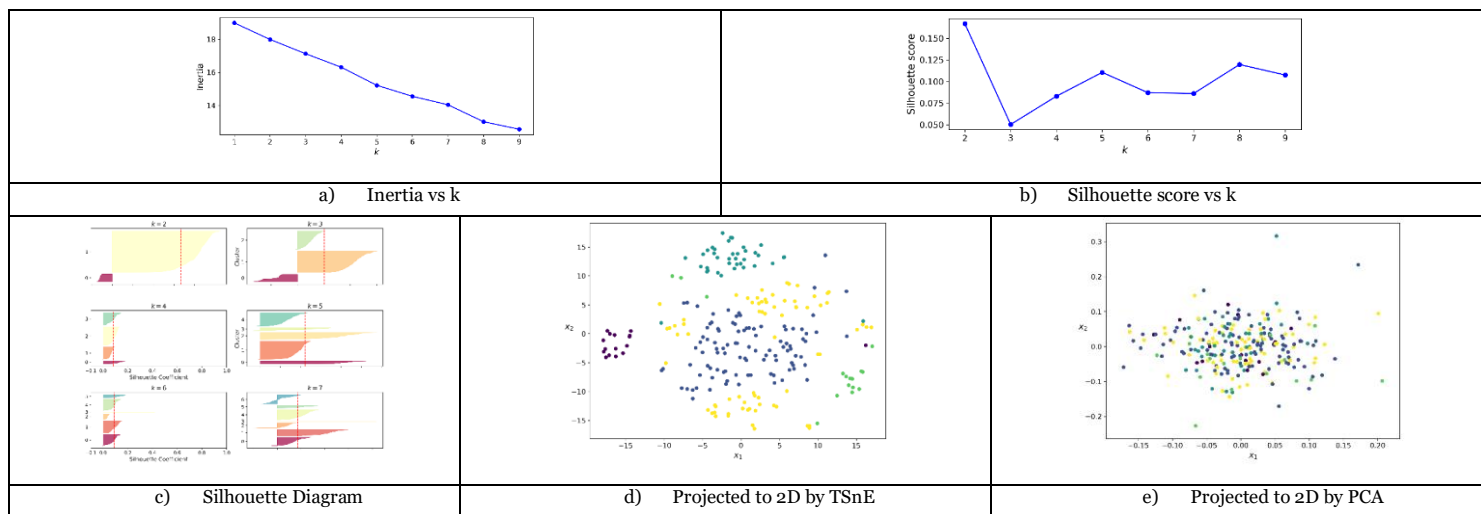 18
16
14
Inertia
1 2 3 4 5 6 7 8 9
k
0.150
0.125
0.100
0.075
0.050
Silhouette score
2 3 4 5 6 7 8 9
k
a) Inertia vs k
b) Silhouette score vs k
k=2
k=3
Cluster
k=4
k=5
Cluster
Silhouette Coefficient
k=6
k=7
Silhouette Coefficient
15
10
5
0
−5
−10
−15
x2
−15 −10 −5 0 5 10 15
x1
0.3
0.2
0.1
0.0
−0.1
−0.2
x2
−0.15 −0.10 −0.05 0.00 0.05 0.10 0.15 0.20
x1
c) Silhouette Diagram
d) Projected to 2D by TSnE
e) Projected to 2D by PCA